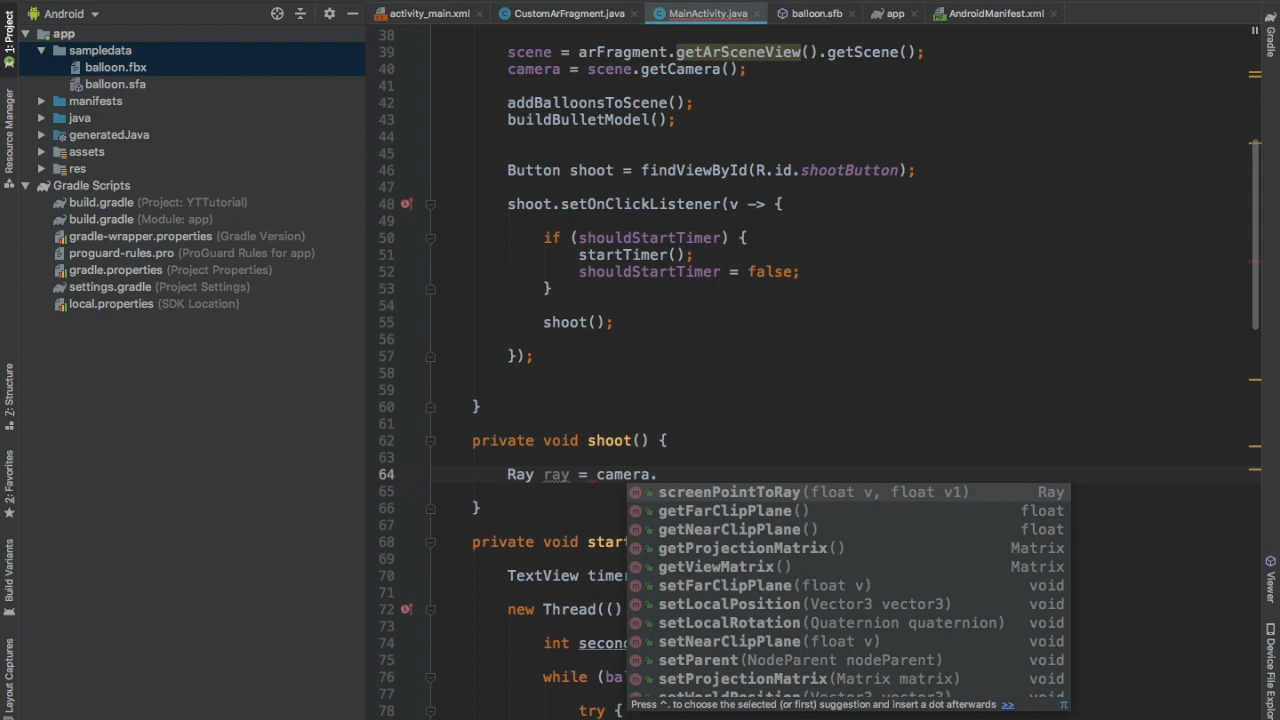 Android
activity_main.xml
CustomArFragment.java
MainActivity.java
balloon.sfb
app
AndroidManifest.xml
1: Project
Resource Manager
Z: Structure
2: Favorites
Build Variants
Layout Captures
app
sampledata
balloon.fbx
balloon.sfa
manifests
java
generatedJava
assets
res
Gradle Scripts
build.gradle (Project: YTTutorial)
build.gradle (Module: app)
gradle-wrapper.properties (Gradle Version)
proguard-rules.pro (ProGuard Rules for app)
gradle.properties (Project Properties)
settings.gradle (Project Settings)
local.properties (SDK Location)
38
39 scene = arFragment.getArSceneView().getScene();
40 camera = scene.getCamera();
41
42 addBalloonsToScene();
43 buildBulletModel();
44
45
46 Button shoot = findViewById(R.id.shootButton);
47
48 shoot.setOnClickListener(v -> {
49
50 if (shouldStartTimer) {
51 startTimer();
52 shouldStartTimer = false;
53 }
54
55 shoot();
56
57 });
58
59
60 }
61
62 private void shoot() {
63
64 Ray ray = camera.
65
66 }
67
68 private void start
69
70 TextView timer
71
72 new Thread(()
73
74 int second
75
76 while (bal
77
78 try {
screenPointToRay(float v, float v1) Ray
getFarClipPlane() float
getNearClipPlane() float
getProjectionMatrix() Matrix
getViewMatrix() Matrix
setFarClipPlane(float v) void
setLocalPosition(Vector3 vector3) void
setLocalRotation(Quaternion quaternion) void
setNearClipPlane(float v) void
setParent(NodeParent nodeParent) void
setProjectionMatrix(Matrix matrix) void
setWorldPosition(Vector3 vector3) void
Press ^. to choose the selected (or first) suggestion and insert a dot afterwards >> π
Gradle
Viewer
Device File Explorer